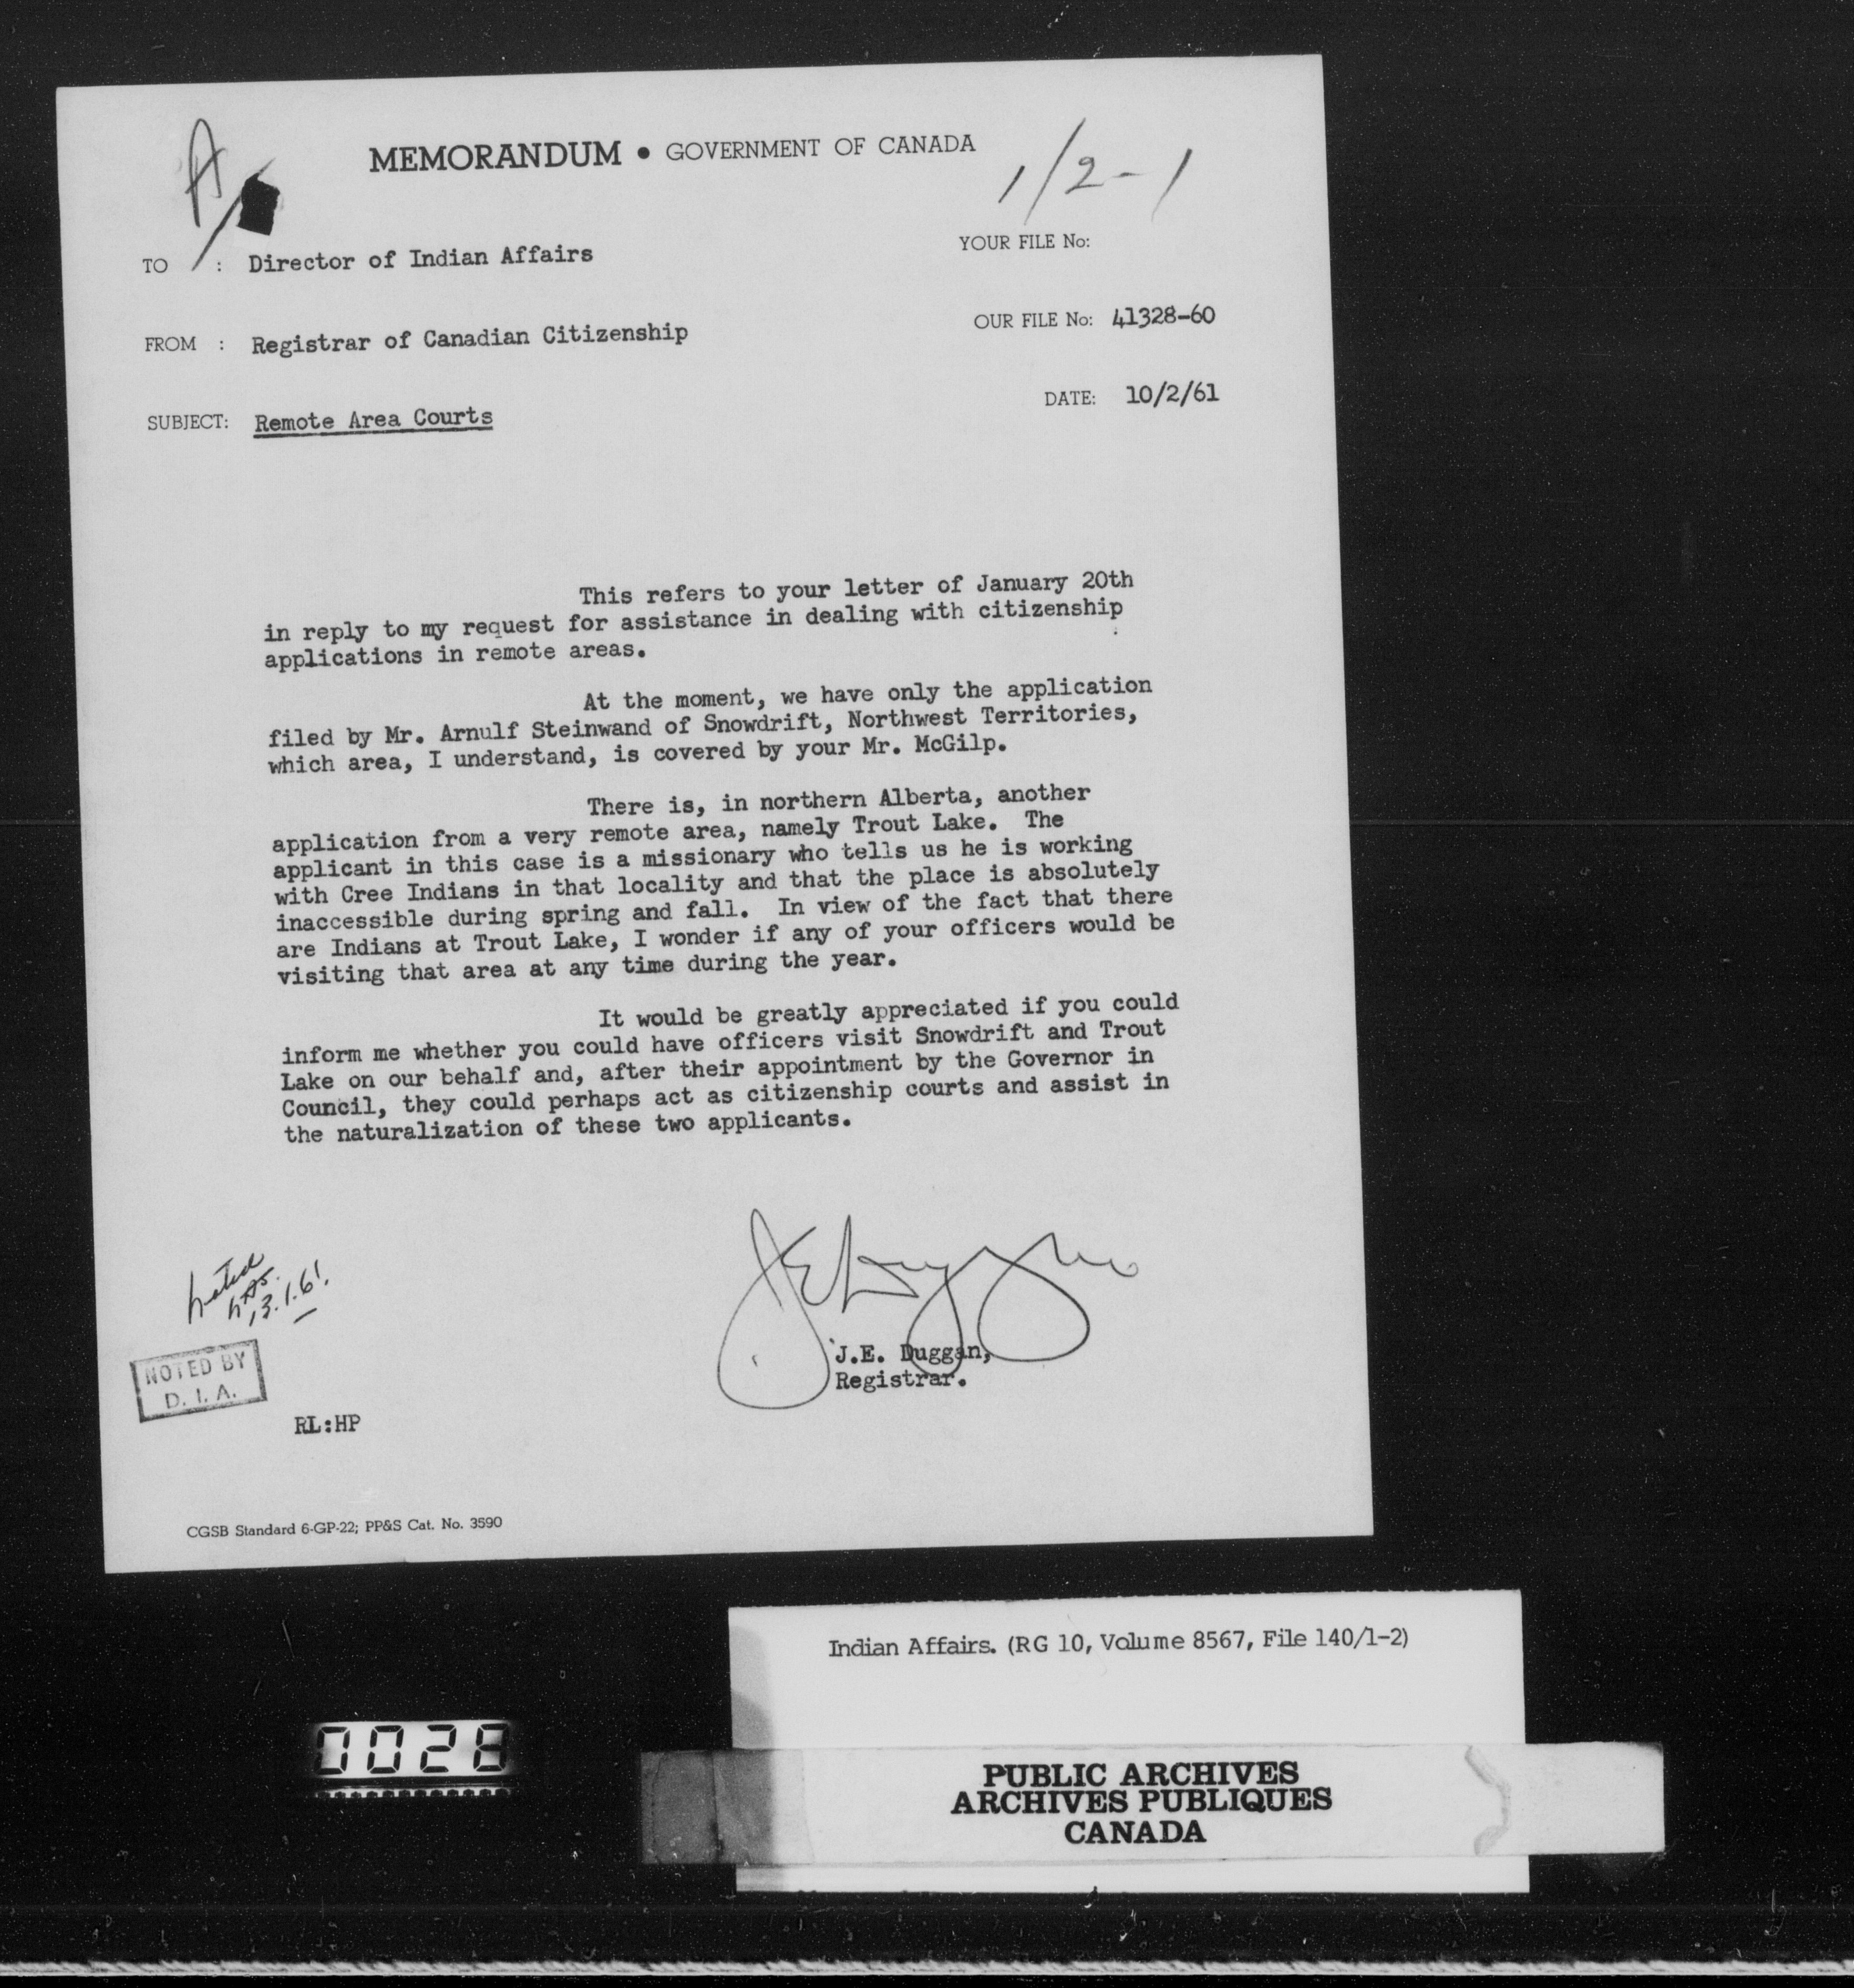 MEMORANDUM • GOVERNMENT OF CANADA
A
1/2-1
YOUR FILE No:
TO : Director of Indian Affairs
OUR FILE No: 41328-60
FROM : Registrar of Canadian Citizenship
DATE: 10/2/61
SUBJECT: Remote Area Courts
This refers to your letter of January 20th
in reply to my request for assistance in dealing with citizenship
applications in remote areas.
At the moment, we have only the application
filed by Mr. Arnulf Steinwand of Snowdrift, Northwest Territories,
which area, I understand, is covered by your Mr. McGilp.
There is, in northern Alberta, another
application from a very remote area, namely Trout Lake. The
applicant in this case is a missionary who tells us he is working
with Cree Indians in that locality and that the place is absolutely
inaccessible during spring and fall. In view of the fact that there
are Indians at Trout Lake, I wonder if any of your officers would be
visiting that area at any time during the year.
It would be greatly appreciated if you could
inform me whether you could have officers visit Snowdrift and Trout
Lake on our behalf and, after their appointment by the Governor in
Council, they could perhaps act as citizenship courts and assist in
the naturalization of these two applicants.
JEDuggan
noted
13.1.61.
J.E. Duggan,
Registrar.
NOTED BY
D. I. A.
RL:HP
CGSB Standard 6-GP-22; PP&S Cat. No. 3590
Indian Affairs. (RG 10, Volume 8567, File 140/1-2)
PUBLIC ARCHIVES
ARCHIVES PUBLIQUES
CANADA